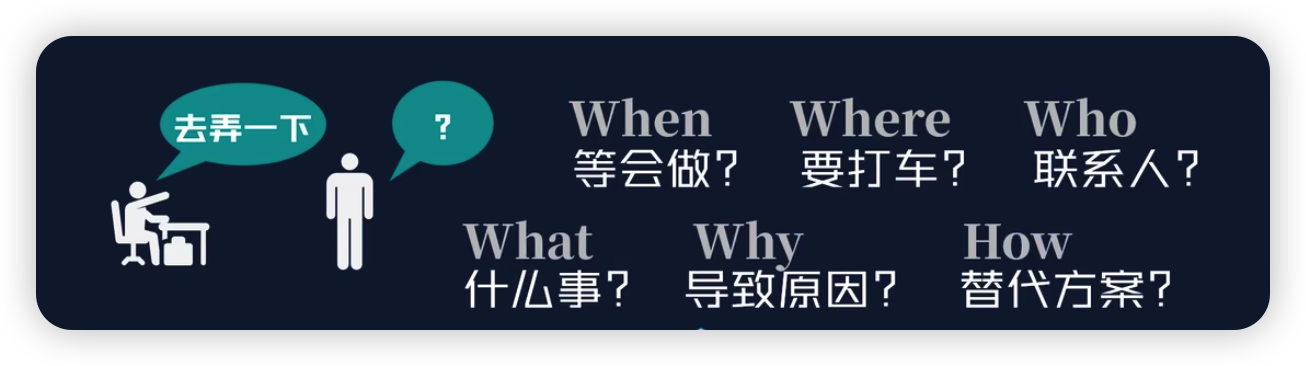 去弄一下
?
When Where Who
等会做？ 要打车？ 联系人？
What Why How
什么事？ 导致原因？ 替代方案？